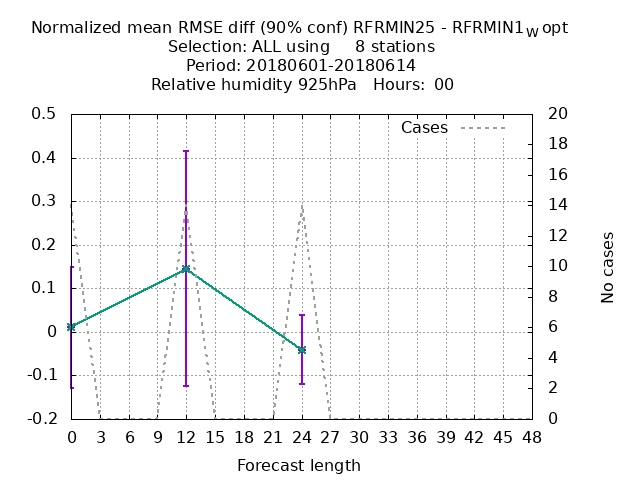 Normalized mean RMSE diff (90% conf) RFRMIN25 - RFRMIN1W opt
Selection: ALL using 8 stations
Period: 20180601-20180614
Relative humidity 925hPa Hours: 00
Cases
0.5
0.4
0.3
0.2
0.1
0
-0.1
-0.2
20
18
16
14
12
10
8
6
4
2
0
No cases
0 3 6 9 12 15 18 21 24 27 30 33 36 39 42 45 48
Forecast length